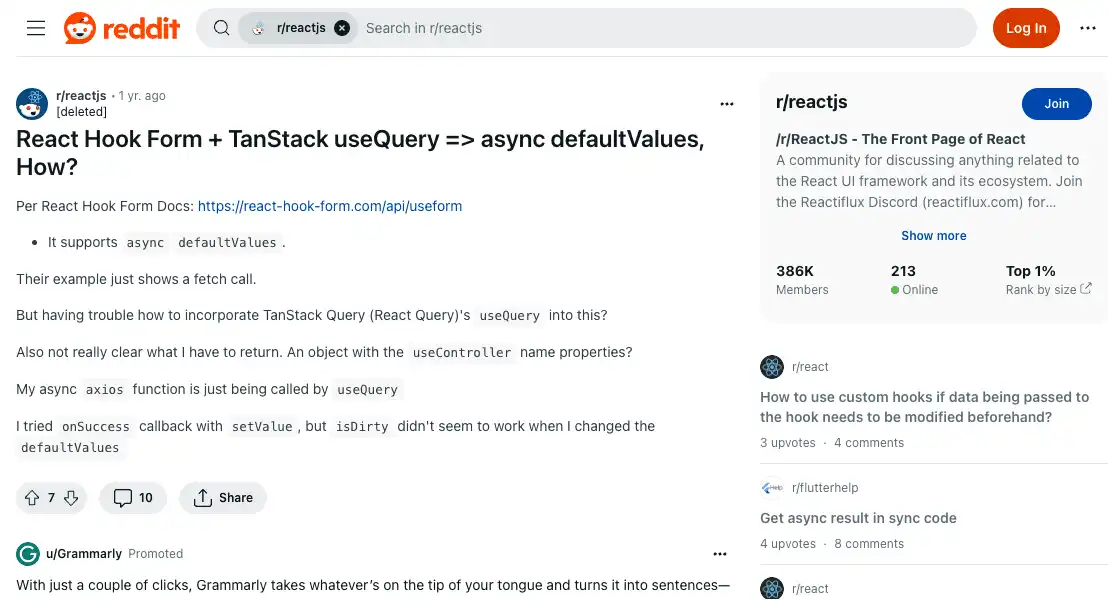 reddit
r/reactjs
Search in r/reactjs
Log In
r/reactjs • 1 yr. ago
[deleted]
React Hook Form + TanStack useQuery => async defaultValues,
How?
Per React Hook Form Docs: https://react-hook-form.com/api/useform
• It supports async defaultValues.
Their example just shows a fetch call.
But having trouble how to incorporate TanStack Query (React Query)'s useQuery into this?
Also not really clear what I have to return. An object with the useController name properties?
My async axios function is just being called by useQuery
I tried onSuccess callback with setValue, but isDirty didn't seem to work when I changed the
defaultValues
7
10
Share
u/Grammarly Promoted
With just a couple of clicks, Grammarly takes whatever’s on the tip of your tongue and turns it into sentences—
r/reactjs
Join
/r/ReactJS - The Front Page of React
A community for discussing anything related to
the React UI framework and its ecosystem. Join
the Reactiflux Discord (reactiflux.com) for…
Show more
386K
Members
213
Online
Top 1%
Rank by size
r/react
How to use custom hooks if data being passed to
the hook needs to be modified beforehand?
3 upvotes · 4 comments
r/flutterhelp
Get async result in sync code
4 upvotes · 8 comments
r/react